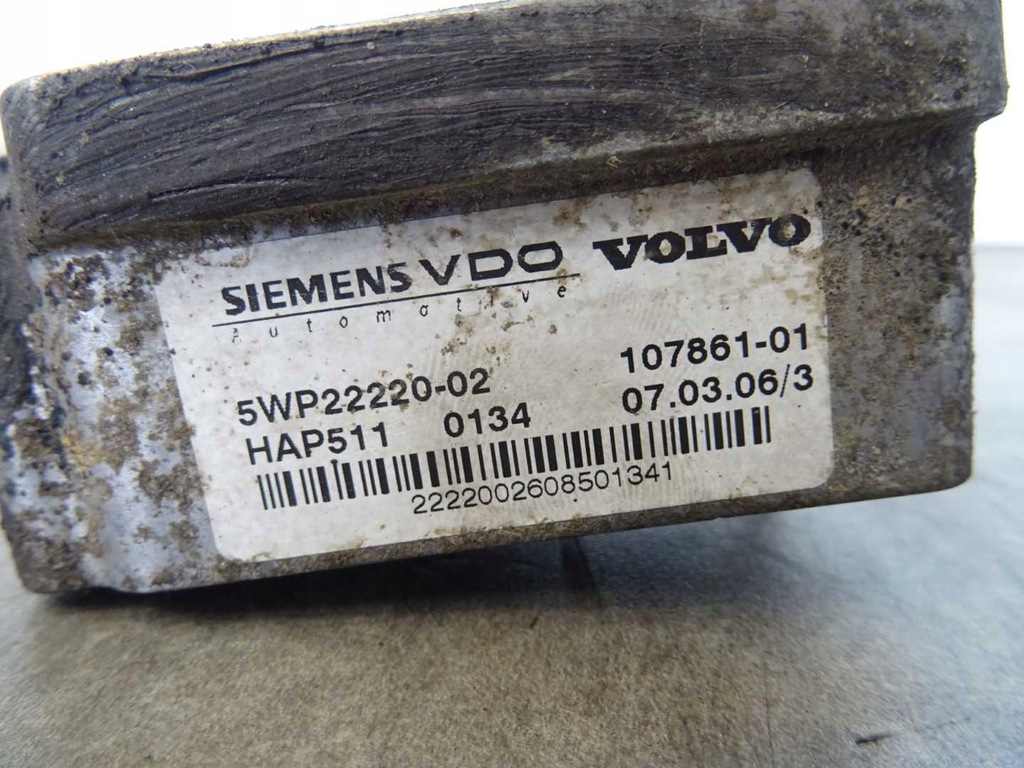 SIEMENS VDO VOLVO
Automotive
5WP22220-02 107861-01
HAP511 0134 07.03.06/3
2222002608501341